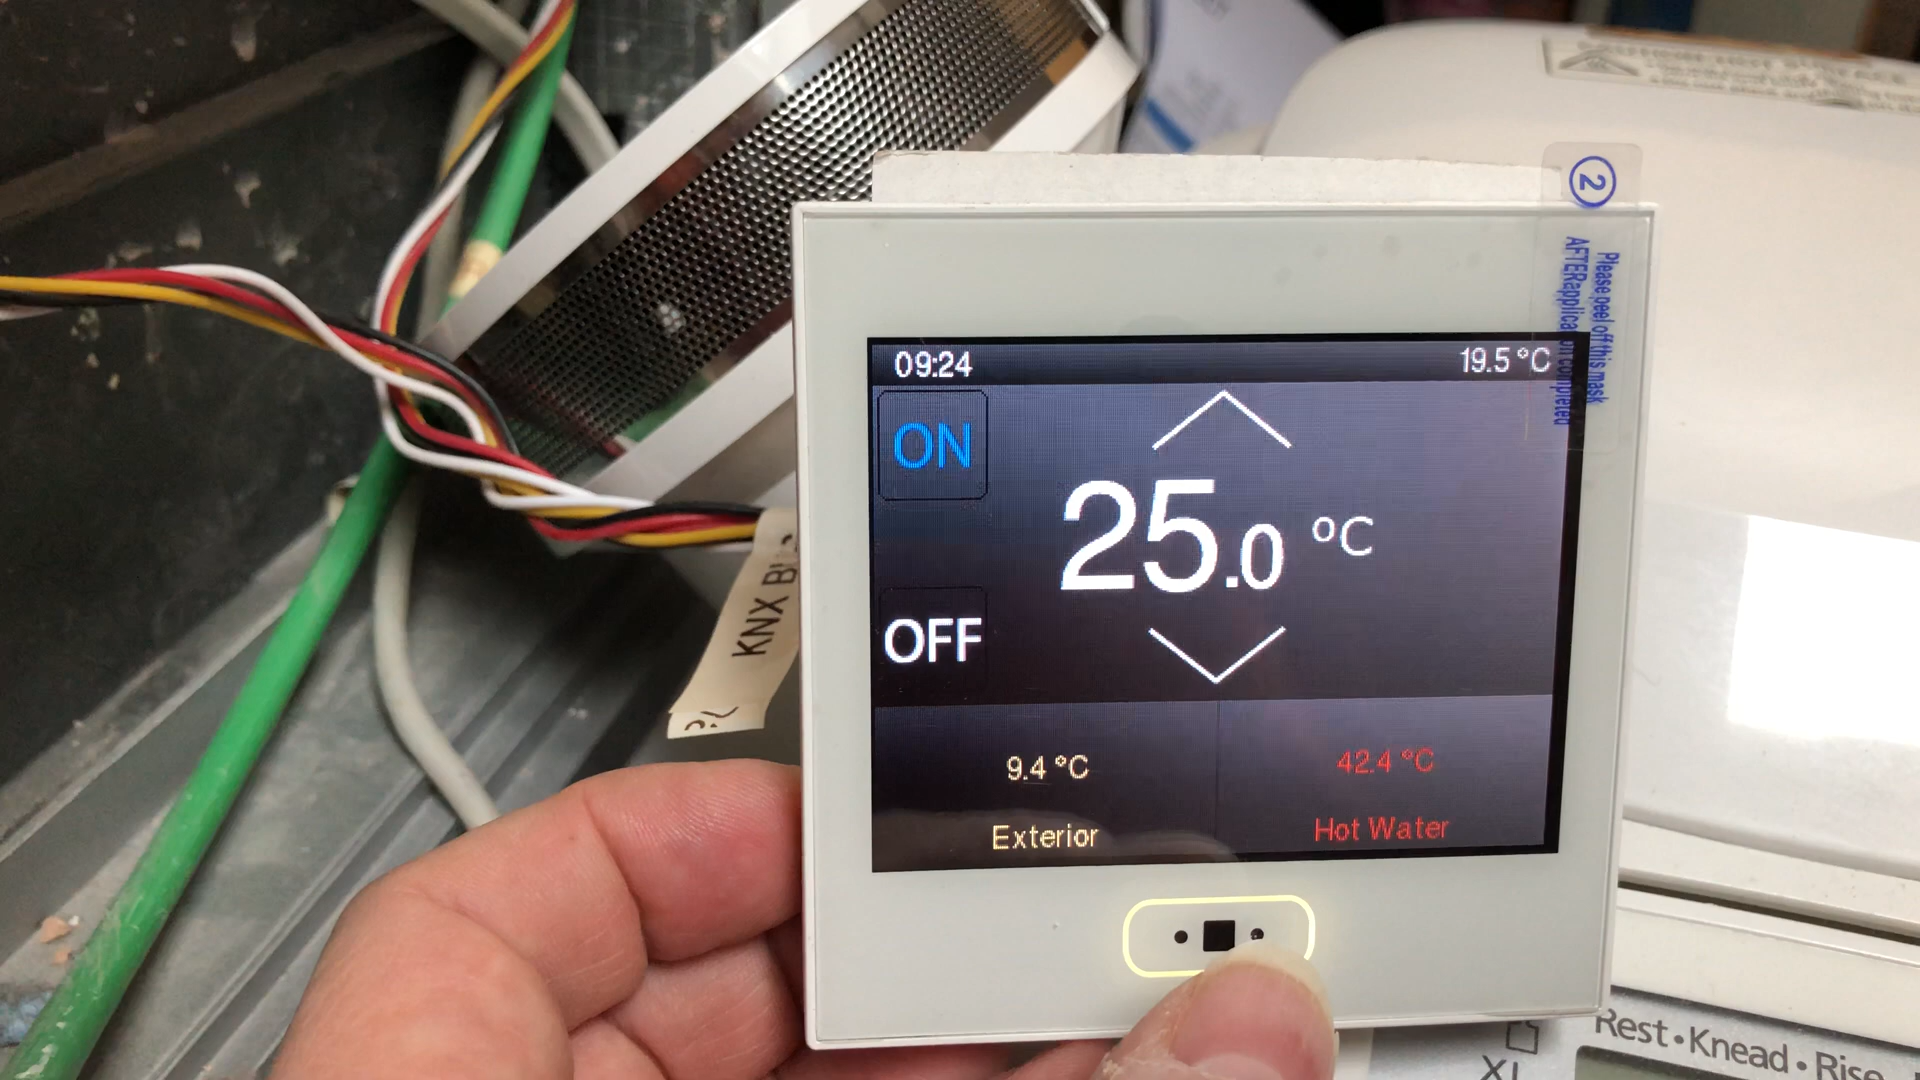 09:24
19.5 °C
ON
25.0 °C
OFF
9.4 °C
42.4 °C
Exterior
Hot Water
2
Please peel off this mask
AFTER application completed
KNX
Rest • Knead • Rise
XL